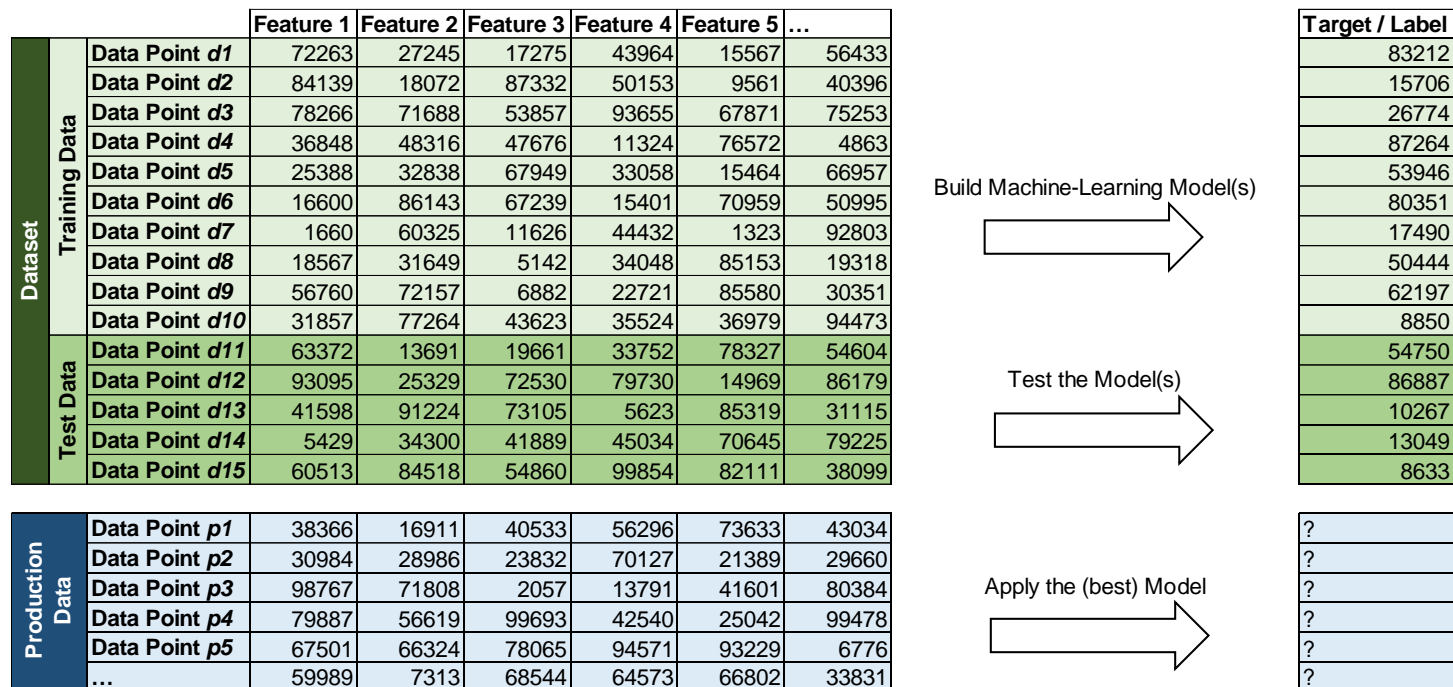 Feature 1 Feature 2 Feature 3 Feature 4 Feature 5 … Target / Label
Dataset
Training Data
Data Point d1 72263 27245 17275 43964 15567 56433 83212
Data Point d2 84139 18072 87332 50153 9561 40396 15706
Data Point d3 78266 71688 53857 93655 67871 75253 26774
Data Point d4 36848 48316 47676 11324 76572 4863 87264
Data Point d5 25388 32838 67949 33058 15464 66957 53946
Data Point d6 16600 86143 67239 15401 70959 50995 80351
Data Point d7 1660 60325 11626 44432 1323 92803 17490
Data Point d8 18567 31649 5142 34048 85153 19318 50444
Data Point d9 56760 72157 6882 22721 85580 30351 62197
Data Point d10 31857 77264 43623 35524 36979 94473 8850
Build Machine-Learning Model(s)
Test Data
Data Point d11 63372 13691 19661 33752 78327 54604 54750
Data Point d12 93095 25329 72530 79730 14969 86179 86887
Data Point d13 41598 91224 73105 5623 85319 31115 10267
Data Point d14 5429 34300 41889 45034 70645 79225 13049
Data Point d15 60513 84518 54860 99854 82111 38099 8633
Test the Model(s)
Production
Data
Data Point p1 38366 16911 40533 56296 73633 43034 ?
Data Point p2 30984 28986 23832 70127 21389 29660 ?
Data Point p3 98767 71808 2057 13791 41601 80384 ?
Data Point p4 79887 56619 99693 42540 25042 99478 ?
Data Point p5 67501 66324 78065 94571 93229 6776 ?
… 59989 7313 68544 64573 66802 33831 ?
Apply the (best) Model